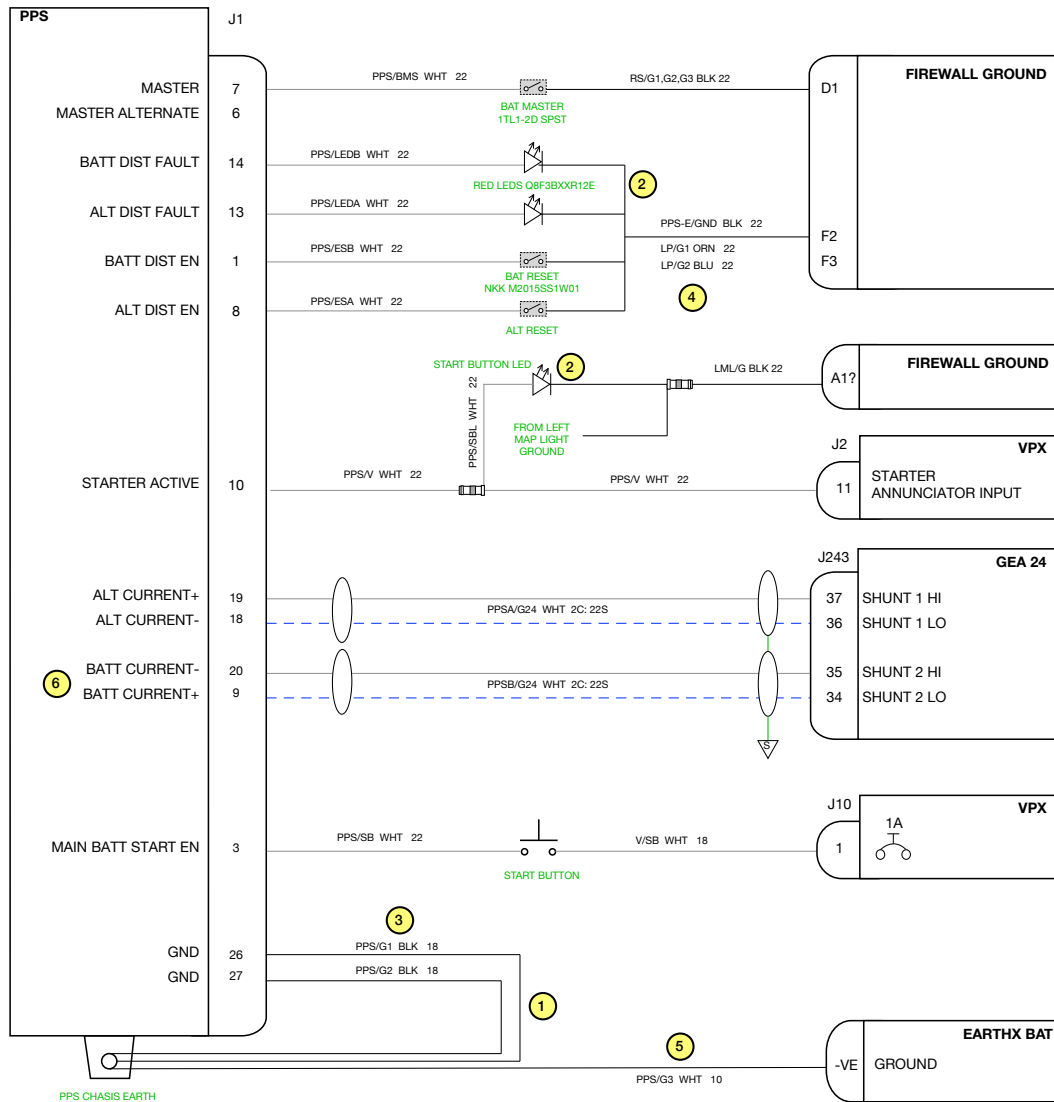 PPS
J1
FIREWALL GROUND
MASTER 7 PPS/BMS WHT 22 RS/G1,G2,G3 BLK 22 D1
BAT MASTER
1TL1-2D SPST
MASTER ALTERNATE 6
BATT DIST FAULT 14 PPS/LEDB WHT 22
RED LEDS Q8F3BXXR12E
2
ALT DIST FAULT 13 PPS/LEDA WHT 22
PPS-E/GND BLK 22 F2
LP/G1 ORN 22
LP/G2 BLU 22
F3
4
BATT DIST EN 1 PPS/ESB WHT 22
BAT RESET
NKK M2015SS1W01
ALT DIST EN 8 PPS/ESA WHT 22
ALT RESET
START BUTTON LED
2
LML/G BLK 22
A1?
FIREWALL GROUND
PPS/SBL WHT 22
FROM LEFT
MAP LIGHT
GROUND
J2
VPX
STARTER ACTIVE 10 PPS/V WHT 22 PPS/V WHT 22 11
STARTER
ANNUNCIATOR INPUT
J243
GEA 24
ALT CURRENT+ 19 37 SHUNT 1 HI
PPSA/G24 WHT 2C: 22S
ALT CURRENT- 18 36 SHUNT 1 LO
BATT CURRENT- 20 35 SHUNT 2 HI
6
PPSB/G24 WHT 2C: 22S
BATT CURRENT+ 9 34 SHUNT 2 LO
S
J10
VPX
1A
MAIN BATT START EN 3 PPS/SB WHT 22 V/SB WHT 18 1
START BUTTON
3
GND 26 PPS/G1 BLK 18
GND 27 PPS/G2 BLK 18
1
5
EARTHX BAT
-VE GROUND
PPS/G3 WHT 10
PPS CHASIS EARTH